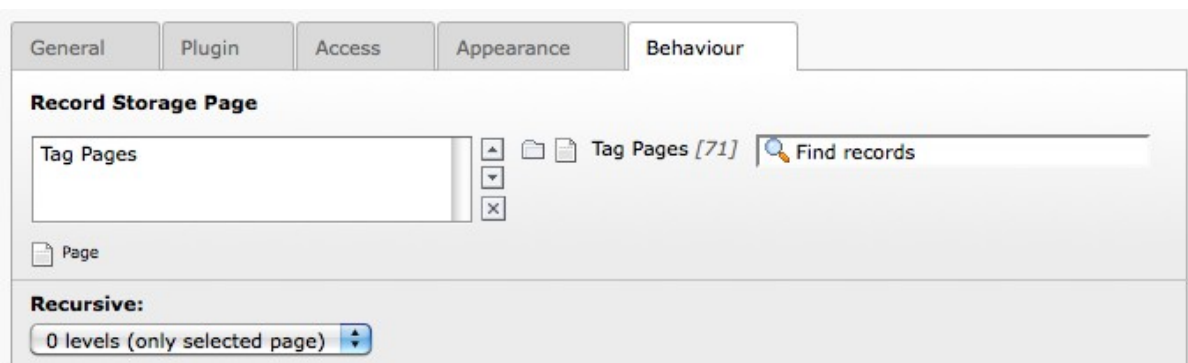 General Plugin Access Appearance Behaviour
Record Storage Page
Tag Pages Tag Pages [71] Find records
Page
Recursive:
0 levels (only selected page)